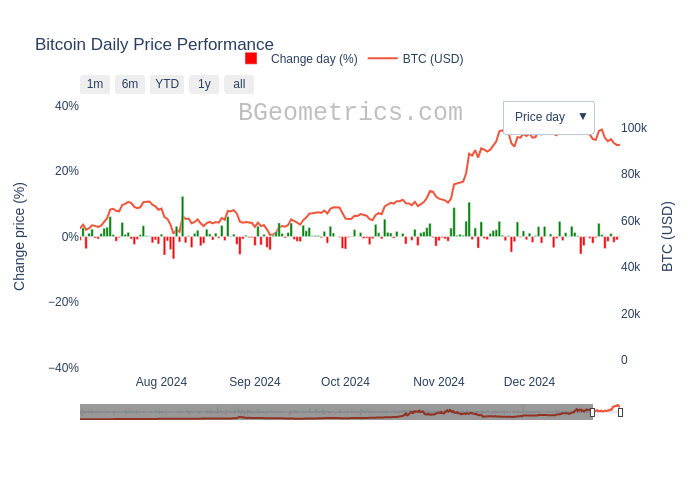 Bitcoin Daily Price Performance
Change day (%) BTC (USD)
1m 6m YTD 1y all
BGeometrics.com
Price day ▼
Change price (%)
40%
20%
0%
−20%
−40%
100k
80k
60k
40k
20k
0
BTC (USD)
Aug 2024 Sep 2024 Oct 2024 Nov 2024 Dec 2024